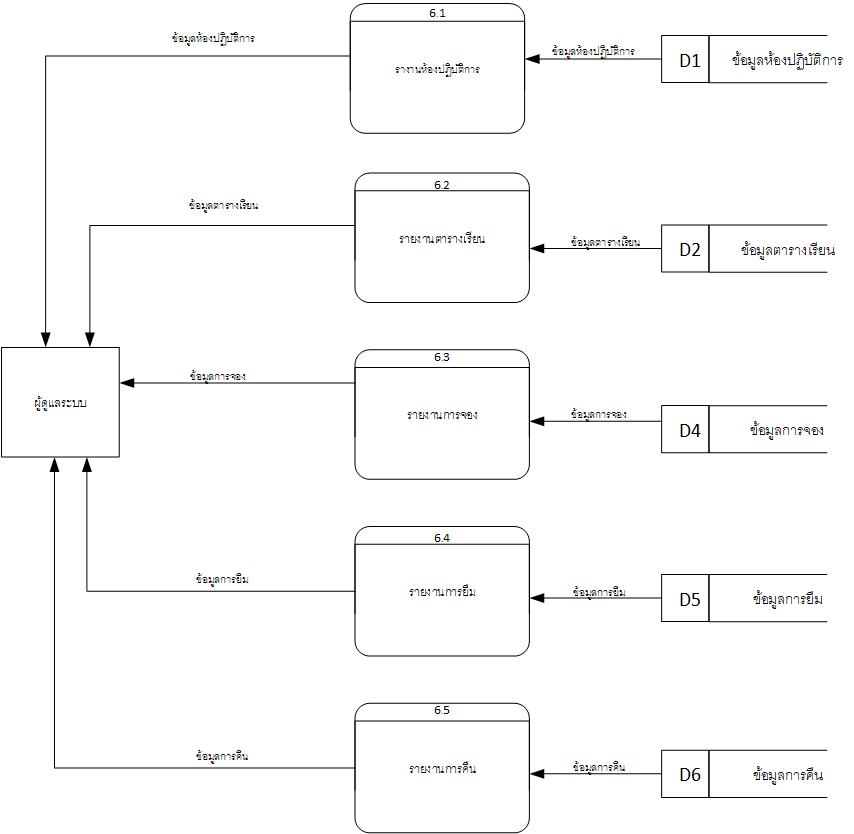 6.1
ข้อมูลห้องปฏิบัติการ
รางานห้องปฏิบัติการ
ข้อมูลห้องปฏิบัติการ
D1
ข้อมูลห้องปฏิบัติการ
6.2
ข้อมูลตารางเรียน
รายงานตารางเรียน
ข้อมูลตารางเรียน
D2
ข้อมูลตารางเรียน
6.3
ข้อมูลการจอง
ผู้ดูแลระบบ
รายงานการจอง
ข้อมูลการจอง
D4
ข้อมูลการจอง
6.4
ข้อมูลการยืม
รายงานการยืม
ข้อมูลการยืม
D5
ข้อมูลการยืม
6.5
ข้อมูลการคืน
รายงานการคืน
ข้อมูลการคืน
D6
ข้อมูลการคืน